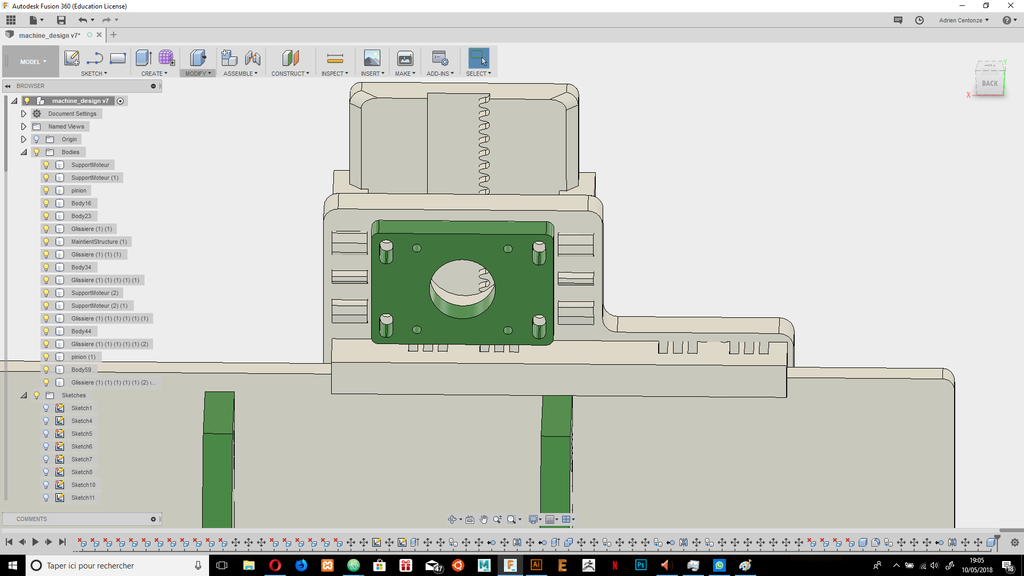 Autodesk Fusion 360 (Education License)
Adrien Centonze
machine_design v7*
MODEL
SKETCH
CREATE
MODIFY
ASSEMBLE
CONSTRUCT
INSPECT
INSERT
MAKE
ADD-INS
SELECT
BACK
X
BROWSER
machine_design v7
Document Settings
Named Views
Origin
Bodies
SupportMoteur
SupportMoteur (1)
pinion
Body16
Body23
Glissiere (1) (1)
MaintientStructure (1)
Glissiere (1) (1) (1)
Body34
Glissiere (1) (1) (1) (1) (1)
SupportMoteur (2)
SupportMoteur (2) (1)
Glissiere (1) (1) (1) (1) (1) (1)
Body44
Glissiere (1) (1) (1) (1) (1) (2)
pinion (1)
Body59
Glissiere (1) (1) (1) (1) (1) (2) (...
Sketches
Sketch1
Sketch4
Sketch5
Sketch6
Sketch7
Sketch8
Sketch10
Sketch11
COMMENTS
Taper ici pour rechercher
19:05
10/05/2018